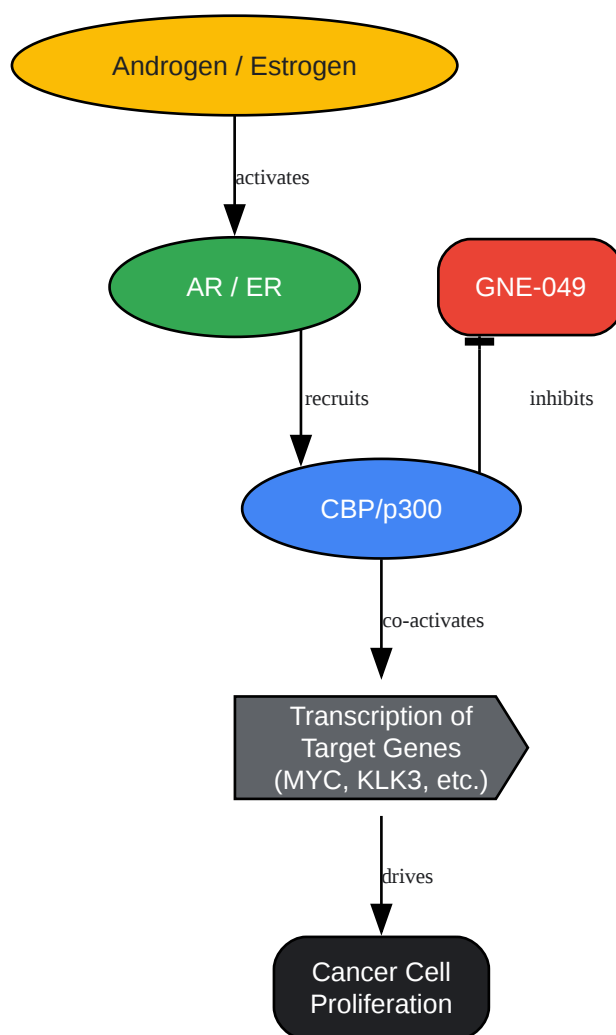 Androgen / Estrogen
activates
AR / ER
GNE-049
recruits
inhibits
CBP/p300
co-activates
Transcription of
Target Genes
(MYC, KLK3, etc.)
drives
Cancer Cell
Proliferation